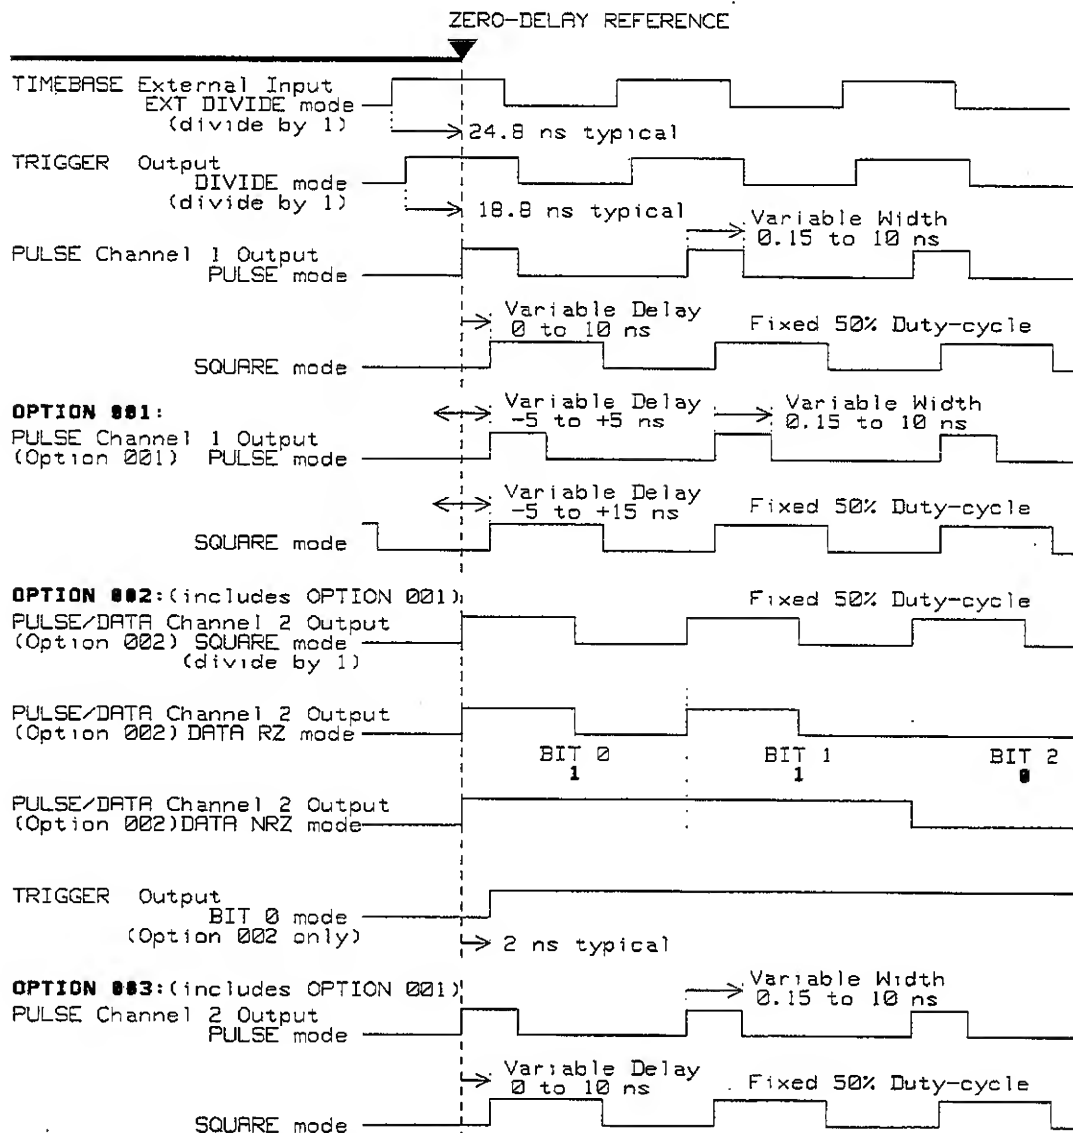 ZERO-DELAY REFERENCE
TIMEBASE External Input
EXT DIVIDE mode
(divide by 1)
24.8 ns typical
TRIGGER Output
DIVIDE mode
(divide by 1)
18.8 ns typical
Variable Width
0.15 to 10 ns
PULSE Channel 1 Output
PULSE mode
Variable Delay
0 to 10 ns
Fixed 50% Duty-cycle
SQUARE mode
OPTION 001:
Variable Delay
-5 to +5 ns
Variable Width
0.15 to 10 ns
PULSE Channel 1 Output
(Option 001) PULSE mode
Variable Delay
-5 to +15 ns
Fixed 50% Duty-cycle
SQUARE mode
OPTION 002:(includes OPTION 001)
Fixed 50% Duty-cycle
PULSE/DATA Channel 2 Output
(Option 002) SQUARE mode
(divide by 1)
PULSE/DATA Channel 2 Output
(Option 002) DATA RZ mode
BIT 0 BIT 1 BIT 2
1 1 0
PULSE/DATA Channel 2 Output
(Option 002)DATA NRZ mode
TRIGGER Output
BIT 0 mode
(Option 002 only)
2 ns typical
OPTION 003:(includes OPTION 001)
Variable Width
0.15 to 10 ns
PULSE Channel 2 Output
PULSE mode
Variable Delay
0 to 10 ns
Fixed 50% Duty-cycle
SQUARE mode